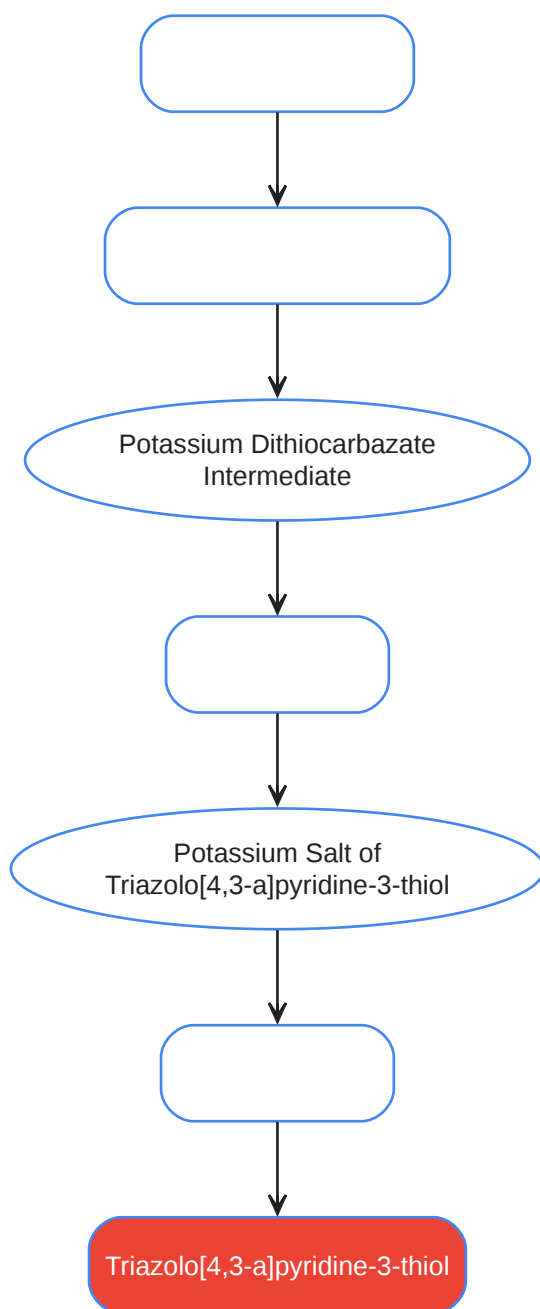 Potassium Dithiocarbazate
Intermediate
Potassium Salt of
Triazolo[4,3-a]pyridine-3-thiol
Triazolo[4,3-a]pyridine-3-thiol